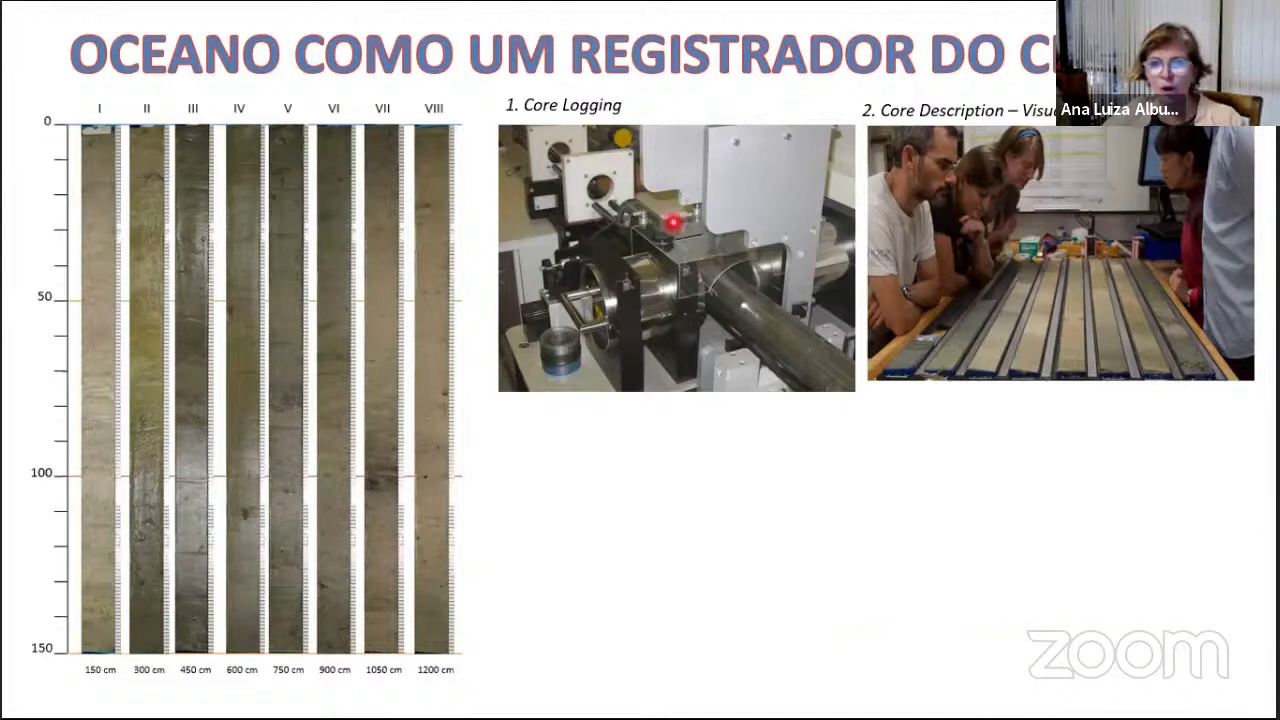 OCEANO COMO UM REGISTRADOR DO
Ana Luiza Albu...
1. Core Logging
2. Core Description –
I II III IV V VI VII VIII
0
50
100
150
150 cm 300 cm 450 cm 600 cm 750 cm 900 cm 1050 cm 1200 cm
zoom